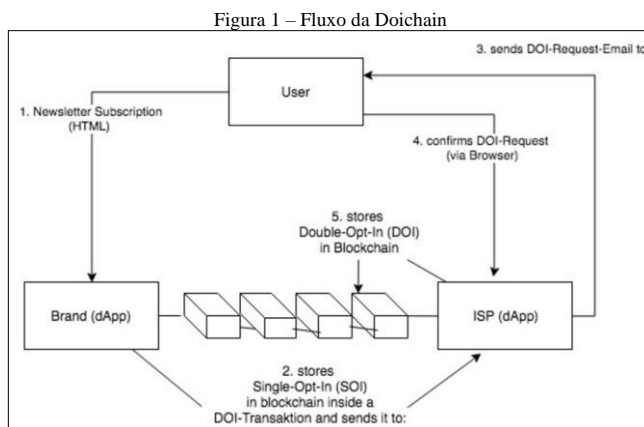 Figura 1 – Fluxo da Doichain
3. sends DOI-Request-Email to
User
1. Newsletter Subscription
(HTML)
4. confirms DOI-Request
(via Browser)
5. stores
Double-Opt-In (DOI)
in Blockchain
Brand (dApp)
ISP (dApp)
2. stores
Single-Opt-In (SOI)
in blockchain inside a
DOI-Transaktion and sends it to: